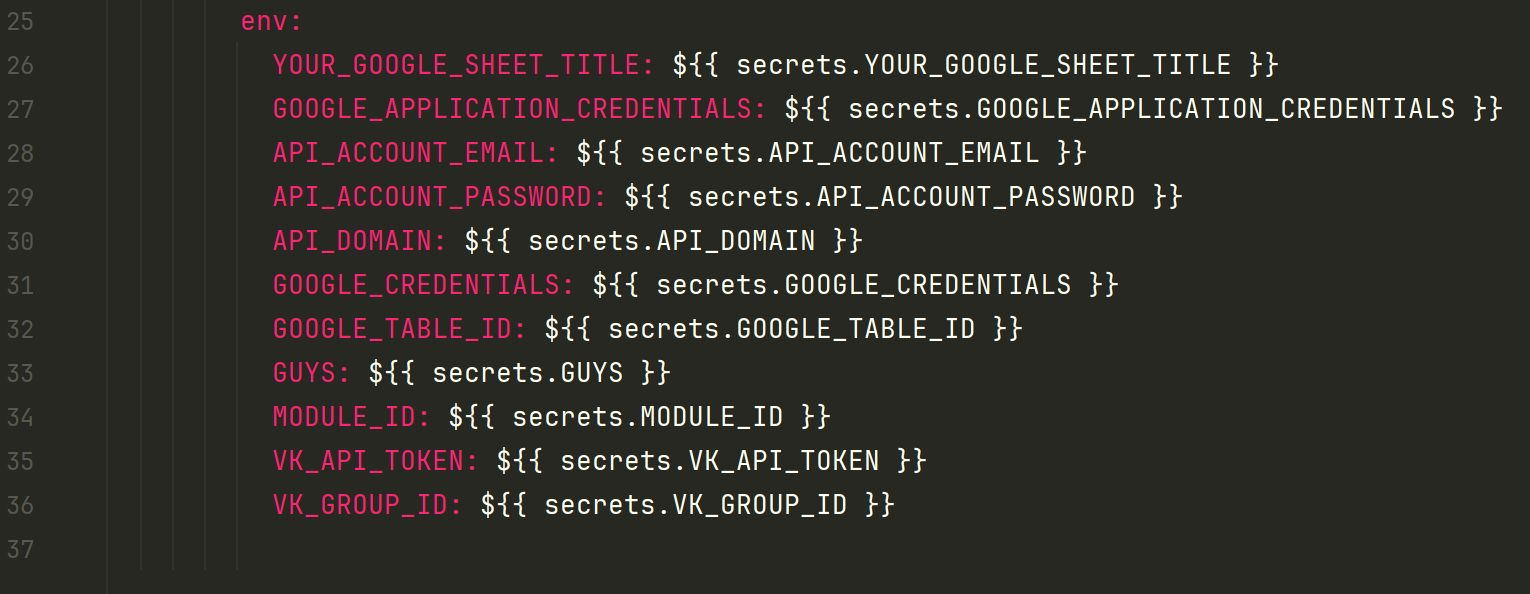 25 env:
26 YOUR_GOOGLE_SHEET_TITLE: ${{ secrets.YOUR_GOOGLE_SHEET_TITLE }}
27 GOOGLE_APPLICATION_CREDENTIALS: ${{ secrets.GOOGLE_APPLICATION_CREDENTIALS }}
28 API_ACCOUNT_EMAIL: ${{ secrets.API_ACCOUNT_EMAIL }}
29 API_ACCOUNT_PASSWORD: ${{ secrets.API_ACCOUNT_PASSWORD }}
30 API_DOMAIN: ${{ secrets.API_DOMAIN }}
31 GOOGLE_CREDENTIALS: ${{ secrets.GOOGLE_CREDENTIALS }}
32 GOOGLE_TABLE_ID: ${{ secrets.GOOGLE_TABLE_ID }}
33 GUYS: ${{ secrets.GUYS }}
34 MODULE_ID: ${{ secrets.MODULE_ID }}
35 VK_API_TOKEN: ${{ secrets.VK_API_TOKEN }}
36 VK_GROUP_ID: ${{ secrets.VK_GROUP_ID }}
37